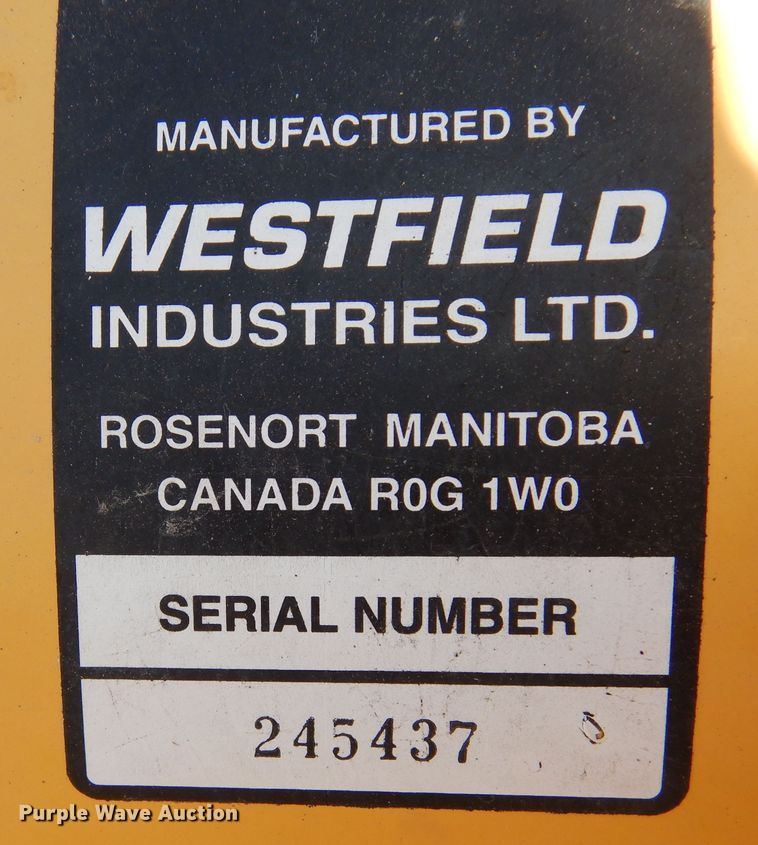 MANUFACTURED BY
WESTFIELD
INDUSTRIES LTD.
ROSENORT MANITOBA
CANADA R0G 1W0
SERIAL NUMBER
245437
Purple Wave Auction